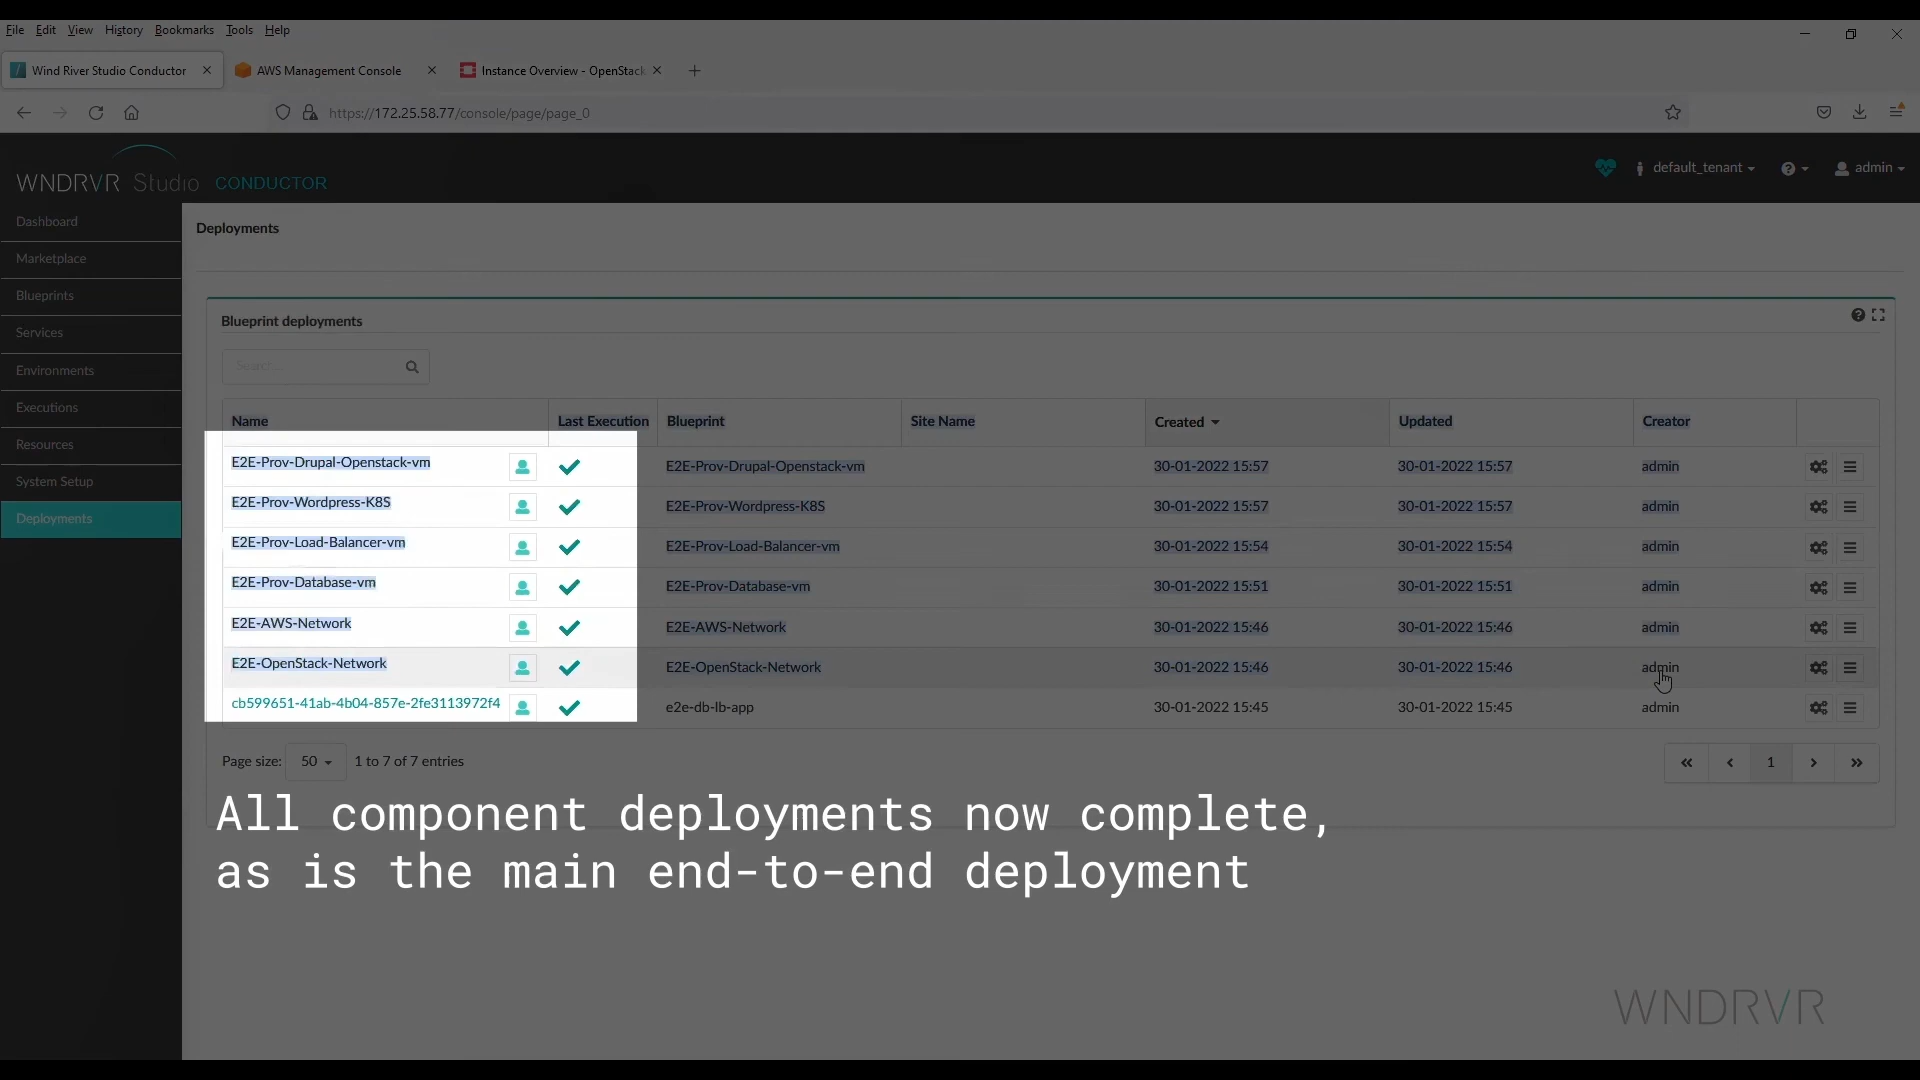 File Edit View History Bookmarks Tools Help
Wind River Studio Conductor AWS Management Console Instance Overview - OpenStack
https://172.25.58.77/console/page/page_0
WNDRVR Studio CONDUCTOR default_tenant admin
Dashboard
Marketplace
Blueprints
Services
Environments
Executions
Resources
System Setup
Deployments
Deployments
Blueprint deployments
Search...
Name Last Execution Blueprint Site Name Created Updated Creator
E2E-Prov-Drupal-Openstack-vm E2E-Prov-Drupal-Openstack-vm 30-01-2022 15:57 30-01-2022 15:57 admin
E2E-Prov-Wordpress-K8S E2E-Prov-Wordpress-K8S 30-01-2022 15:57 30-01-2022 15:57 admin
E2E-Prov-Load-Balancer-vm E2E-Prov-Load-Balancer-vm 30-01-2022 15:54 30-01-2022 15:54 admin
E2E-Prov-Database-vm E2E-Prov-Database-vm 30-01-2022 15:51 30-01-2022 15:51 admin
E2E-AWS-Network E2E-AWS-Network 30-01-2022 15:46 30-01-2022 15:46 admin
E2E-OpenStack-Network E2E-OpenStack-Network 30-01-2022 15:46 30-01-2022 15:46 admin
cb599651-41ab-4b04-857e-2fe3113972f4 e2e-db-lb-app 30-01-2022 15:45 30-01-2022 15:45 admin
Page size: 50 1 to 7 of 7 entries « ‹ 1 › »
All component deployments now complete,
as is the main end-to-end deployment
WNDRVR